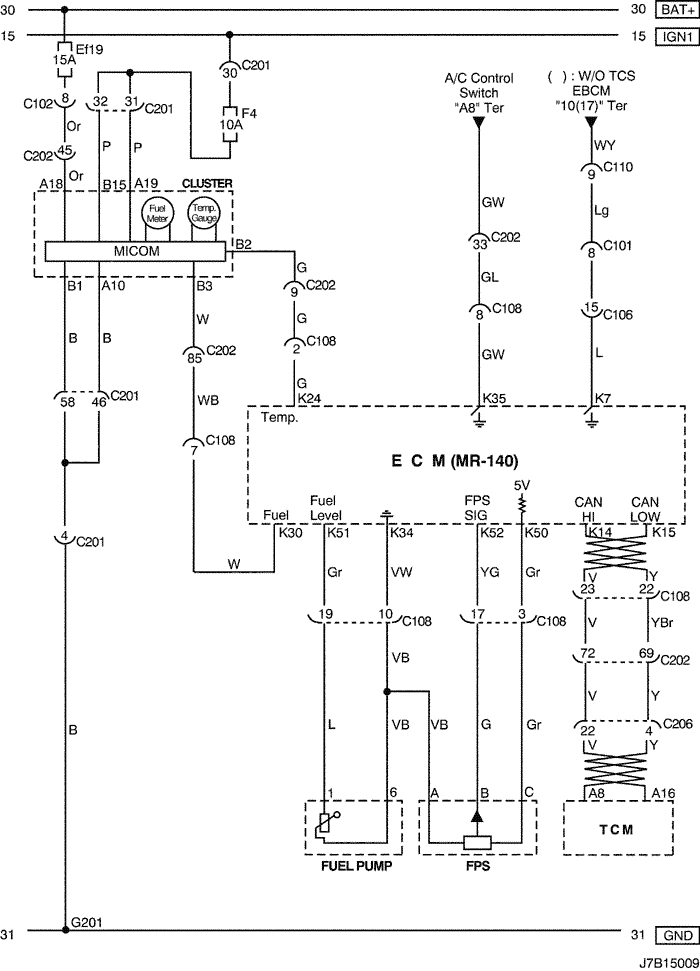 30 30 BAT+
15 15 IGN1
Ef19
15A
C201
30
A/C Control
Switch
"A8" Ter
( ) : W/O TCS
EBCM
"10(17)" Ter
C102 8
32 31 C201
F4
10A
Or P P
WY
C202 45
9 C110
Or
A18 B15 A19 CLUSTER
GW Lg
Fuel
Meter
Temp.
Gauge
33 C202
8 C101
MICOM B2
G
GL
B1 A10 B3
9 C202
8 C108
15 C106
W G
B B
85 C202
2 C108
GW L
WB G
58 46 C201
K24 K35 K7
Temp.
7 C108
E C M (MR-140)
5V
Fuel
Fuel
Level
FPS
SIG
CAN
HI
CAN
LOW
K30 K51 K34 K52 K50 K14 K15
4 C201
W
Gr VW YG Gr V Y
23 22 C108
19 10 C108
17 3 C108
V YBr
VB
72 69 C202
V Y
B L VB VB G Gr
22 4 C206
V Y
1 6 A B C A8 A16
TCM
FUEL PUMP FPS
G201
31 31 GND
J7B15009